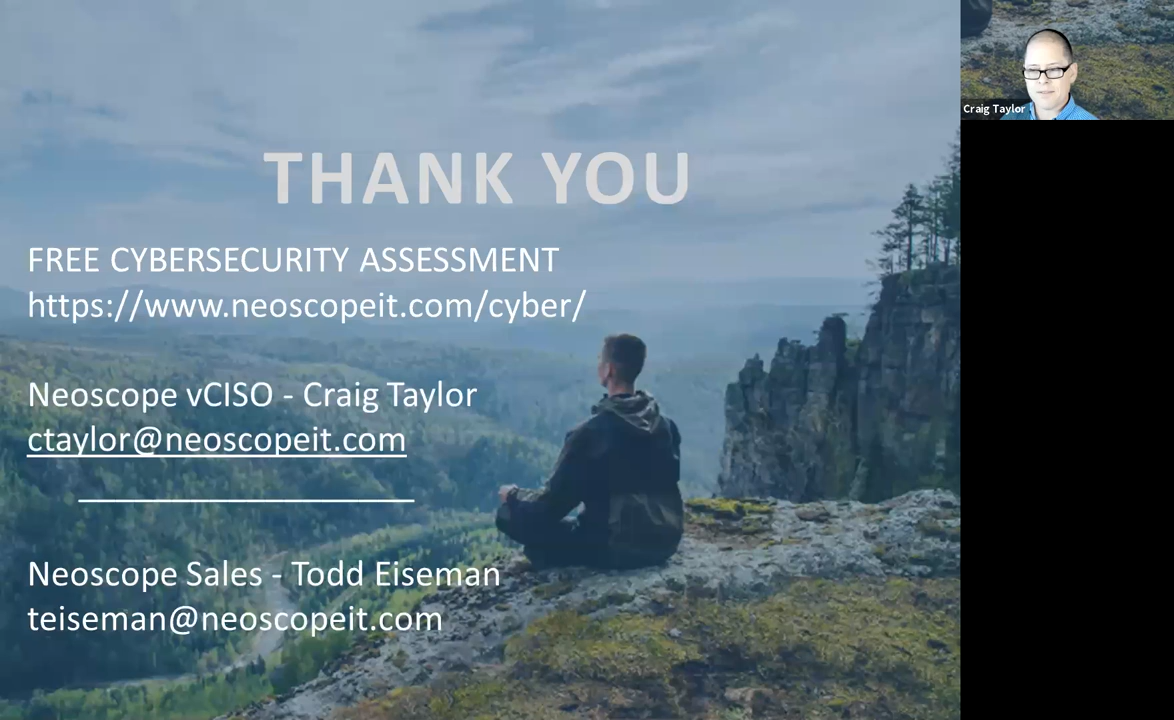 THANK YOU
FREE CYBERSECURITY ASSESSMENT
https://www.neoscopeit.com/cyber/
Neoscope vCISO - Craig Taylor
ctaylor@neoscopeit.com
Neoscope Sales - Todd Eiseman
teiseman@neoscopeit.com
Craig Taylor